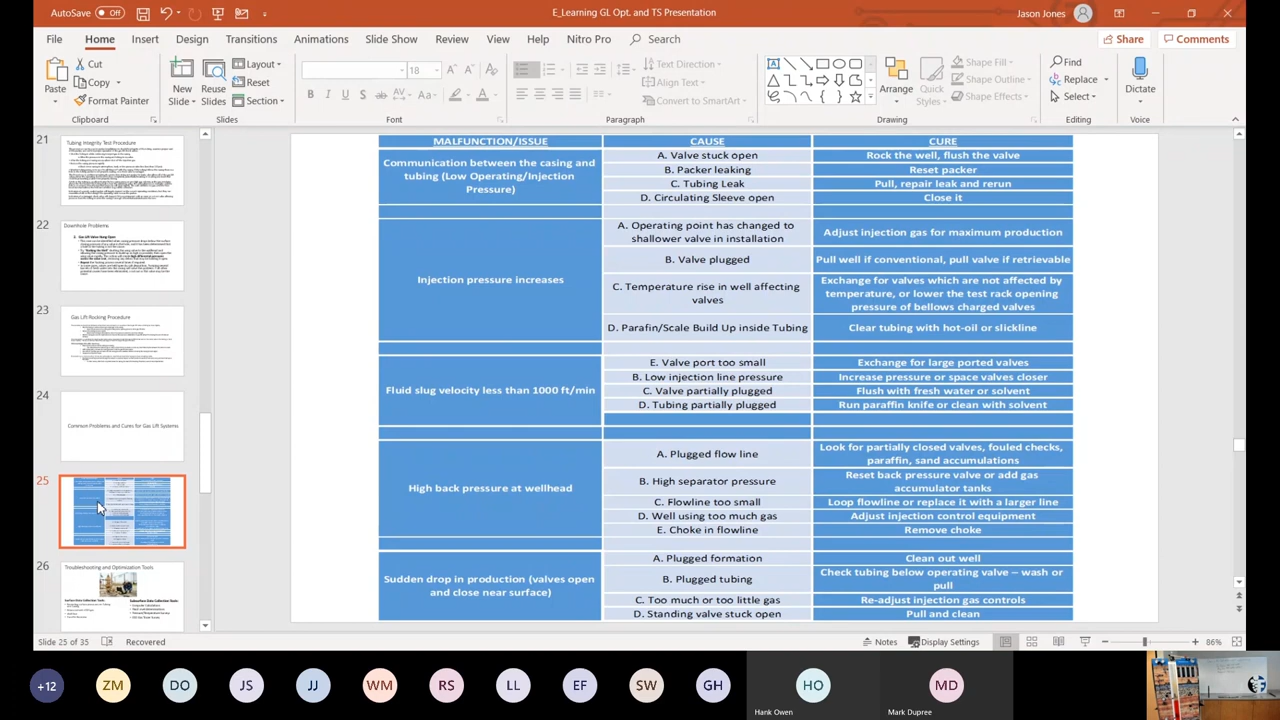 AutoSave Off
E_Learning GL Opt. and TS Presentation
Jason Jones
File Home Insert Design Transitions Animations Slide Show Review View Help Nitro Pro Search
Share Comments
Paste
Cut
Copy
Format Painter
New Slide
Reuse Slides
Layout
Reset
Section
18
Text Direction
Align Text
Convert to SmartArt
Arrange
Quick Styles
Shape Fill
Shape Outline
Shape Effects
Find
Replace
Select
Dictate
Clipboard Slides Font Paragraph Drawing Editing Voice
21
Tubing Integrity Test Procedure
22
Downhole Problems
23
Gas Lift Rocking Procedure
24
Common Problems and Cures for Gas Lift Systems
25
26
Troubleshooting and Optimization Tools
MALFUNCTION/ISSUE CAUSE CURE
Communication between the casing and tubing (Low Operating/Injection Pressure)
A. Valve stuck open Rock the well, flush the valve
B. Packer leaking Reset packer
C. Tubing Leak Pull, repair leak and rerun
D. Circulating Sleeve open Close it
Injection pressure increases
A. Operating point has changed to shallower valve in installation Adjust injection gas for maximum production
B. Valve plugged Pull well if conventional, pull valve if retrievable
C. Temperature rise in well affecting valves Exchange for valves which are not affected by temperature, or lower the test rack opening pressure of bellows charged valves
D. Parafin/Scale Build Up inside Tubing Clear tubing with hot-oil or slickline
Fluid slug velocity less than 1000 ft/min
E. Valve port too small Exchange for large ported valves
B. Low injection line pressure Increase pressure or space valves closer
C. Valve partially plugged Flush with fresh water or solvent
D. Tubing partially plugged Run paraffin knife or clean with solvent
High back pressure at wellhead
A. Plugged flow line Look for partially closed valves, fouled checks, paraffin, sand accumulations
B. High separator pressure Reset back pressure valve or add gas accumulator tanks
C. Flowline too small Loop flowline or replace it with a larger line
D. Well using too much gas Adjust injection control equipment
E. Choke in flowline Remove choke
Sudden drop in production (valves open and close near surface)
A. Plugged formation Clean out well
B. Plugged tubing Check tubing below operating valve – wash or pull
C. Too much or too little gas Re-adjust injection gas controls
D. Standing valve stuck open Pull and clean
Slide 25 of 35 Recovered Notes Display Settings 86%
+12 ZM DO JS JJ WM RS LL EF SW GH HO MD
Hank Owen Mark Dupree